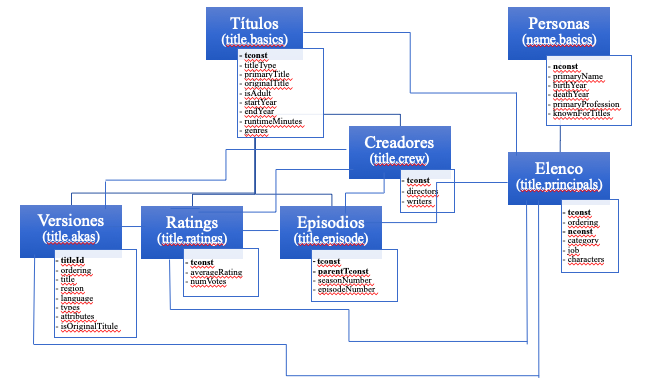 Títulos
(title.basics)
- tconst
- titleType
- primaryTitle
- originalTitle
- isAdult
- startYear
- endYear
- runtimeMinutes
- genres
Personas
(name.basics)
- nconst
- primaryName
- birthYear
- deathYear
- primaryProfession
- knownForTitles
Creadores
(title.crew)
- tconst
- directors
- writers
Elenco
(title.principals)
- tconst
- ordering
- nconst
- category
- job
- characters
Versiones
(title.akas)
- titleId
- ordering
- title
- region
- language
- types
- attributes
- isOriginalTitule
Ratings
(title.ratings)
- tconst
- averageRating
- numVotes
Episodios
(title.episode)
- tconst
- parentTconst
- seasonNumber
- episodeNumber